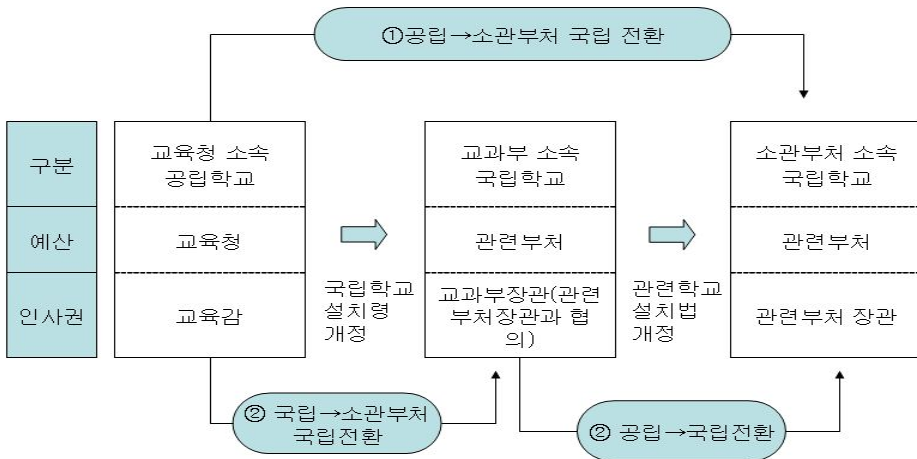 ①공립→소관부처 국립 전환
구분
교육청 소속
공립학교
교과부 소속
국립학교
소관부처 소속
국립학교
예산
교육청
관련부처
관련부처
인사권
교육감
국립학교
설치령
개정
교과부장관(관련
부처장관과 협
의)
관련학교
설치법
개정
관련부처 장관
② 국립→소관부처
국립전환
② 공립→국립전환